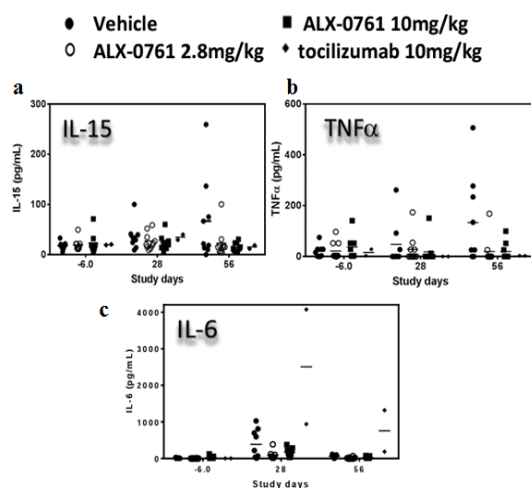 Vehicle ALX-0761 10mg/kg
ALX-0761 2.8mg/kg tocilizumab 10mg/kg
a b
300
200
100
0
IL-15 (pg/mL)
IL-15
-6.0 28 56
Study days
600
400
200
0
TNFα (pg/mL)
TNFα
-6.0 28 56
Study days
c
4000
3000
2000
1000
0
IL-6 (pg/mL)
IL-6
-6.0 28 56
Study days